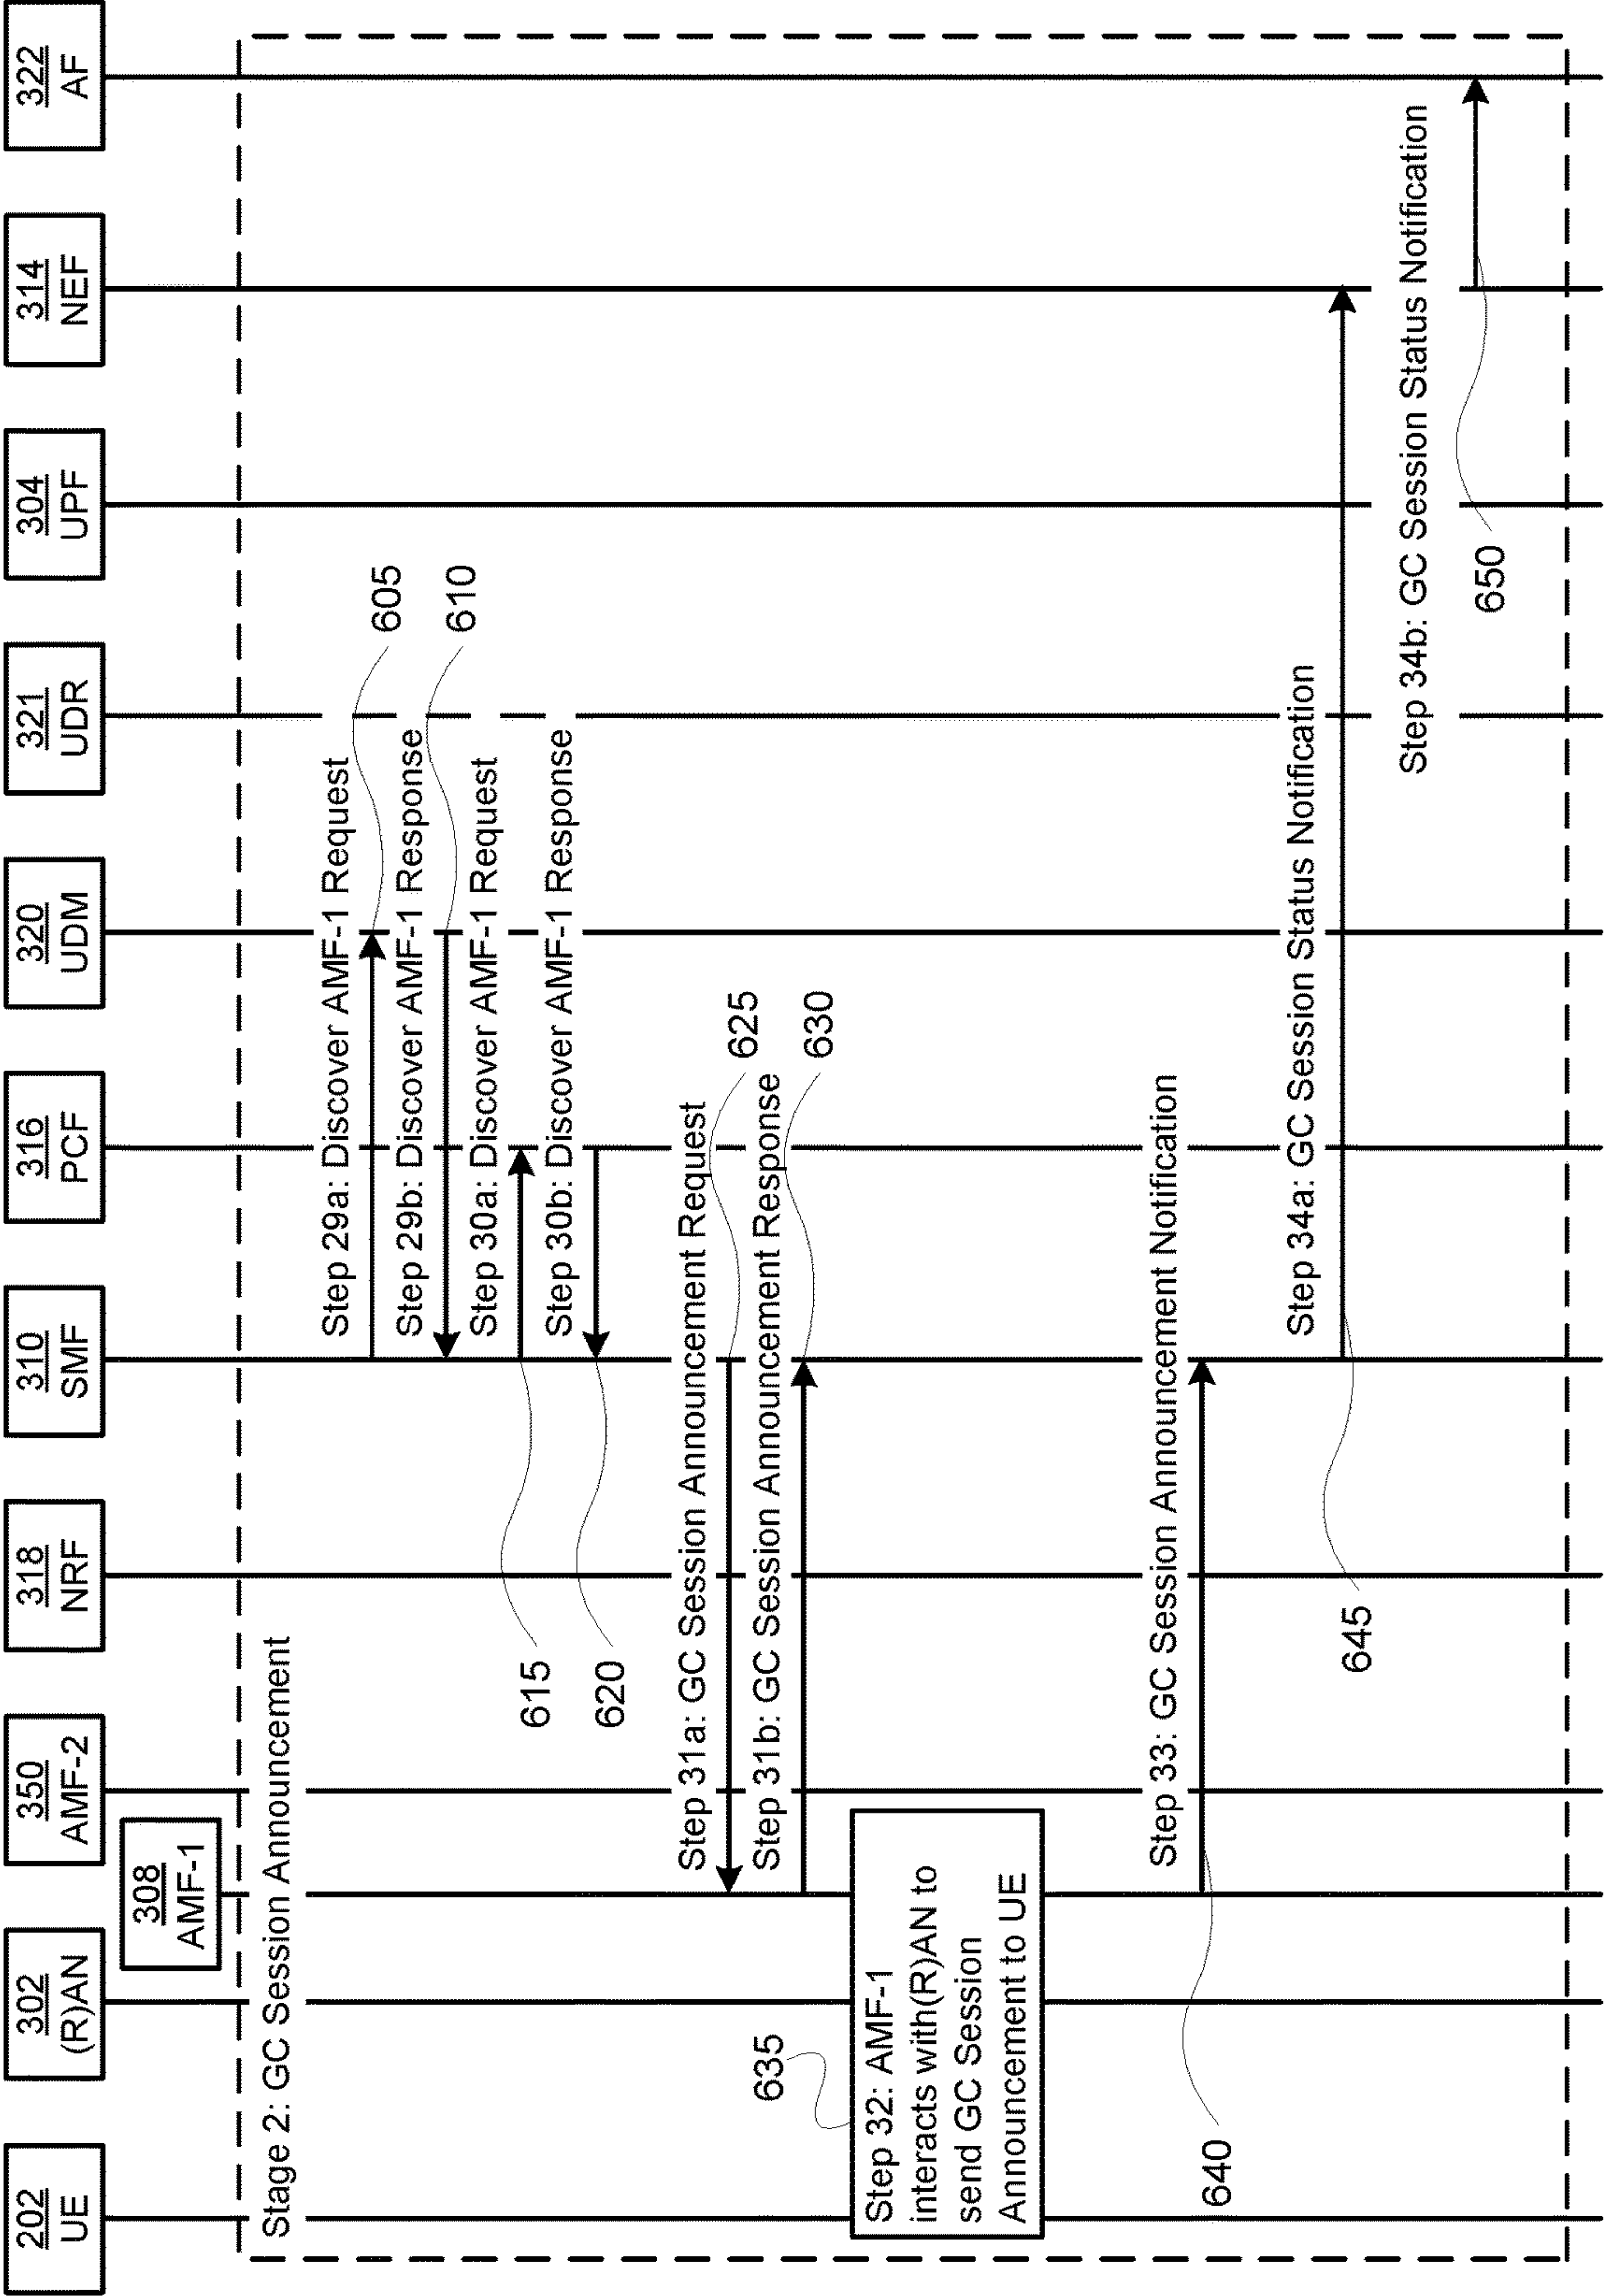 202
UE
302
(R)AN
308
AMF-1
350
AMF-2
318
NRF
310
SMF
316
PCF
320
UDM
321
UDR
304
UPF
314
NEF
322
AF
Stage 2: GC Session Announcement
Step 29a: Discover AMF-1 Request
605
Step 29b: Discover AMF-1 Response
610
Step 30a: Discover AMF-1 Request
615
Step 30b: Discover AMF-1 Response
620
Step 31a: GC Session Announcement Request
625
Step 31b: GC Session Announcement Response
630
635
Step 32: AMF-1
interacts with(R)AN to
send GC Session
Announcement to UE
Step 33: GC Session Announcement Notification
640
Step 34a: GC Session Status Notification
645
Step 34b: GC Session Status Notification
650